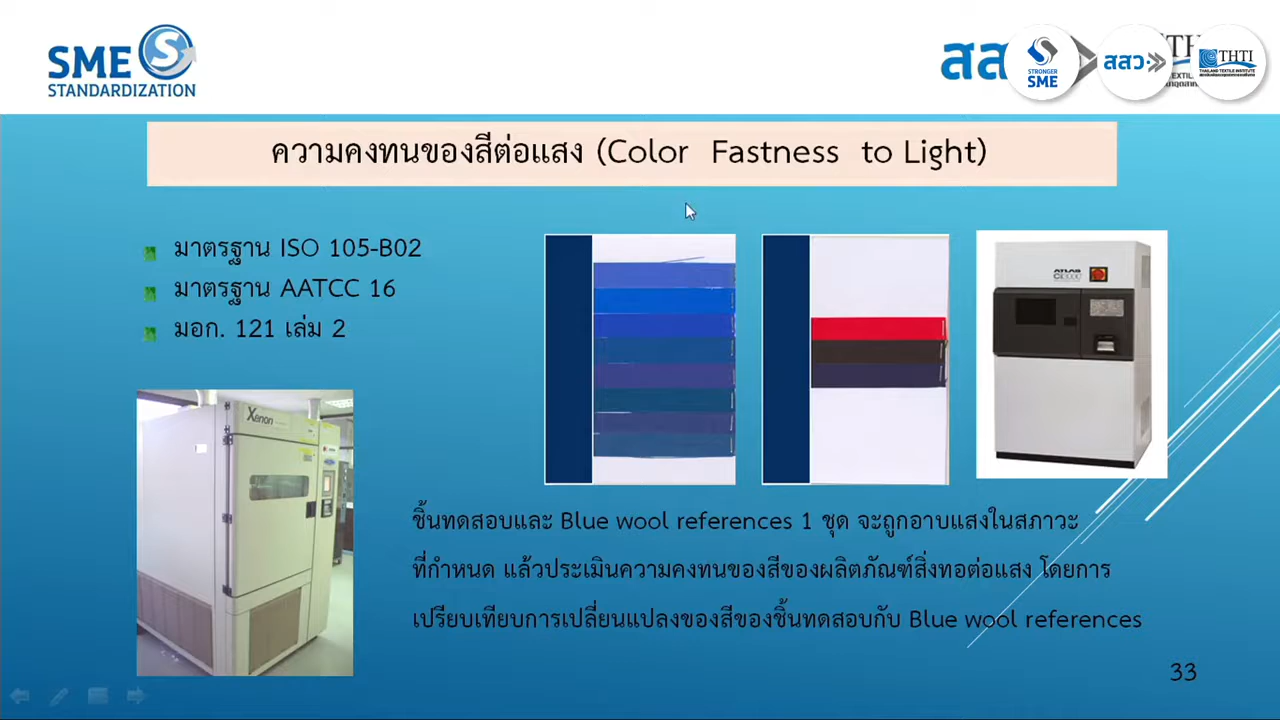 SME
STANDARDIZATION
สสว
STRONGER
SME
สสว
THTI
THAILAND TEXTILE INSTITUTE
ความคงทนของสีต่อแสง (Color Fastness to Light)
มาตรฐาน ISO 105-B02
มาตรฐาน AATCC 16
มอก. 121 เล่ม 2
Xenon
ชิ้นทดสอบและ Blue wool references 1 ชุด จะถูกอาบแสงในสภาวะ
ที่กำหนด แล้วประเมินความคงทนของสีของผลิตภัณฑ์สิ่งทอต่อแสง โดยการ
เปรียบเทียบการเปลี่ยนแปลงของสีของชิ้นทดสอบกับ Blue wool references
33